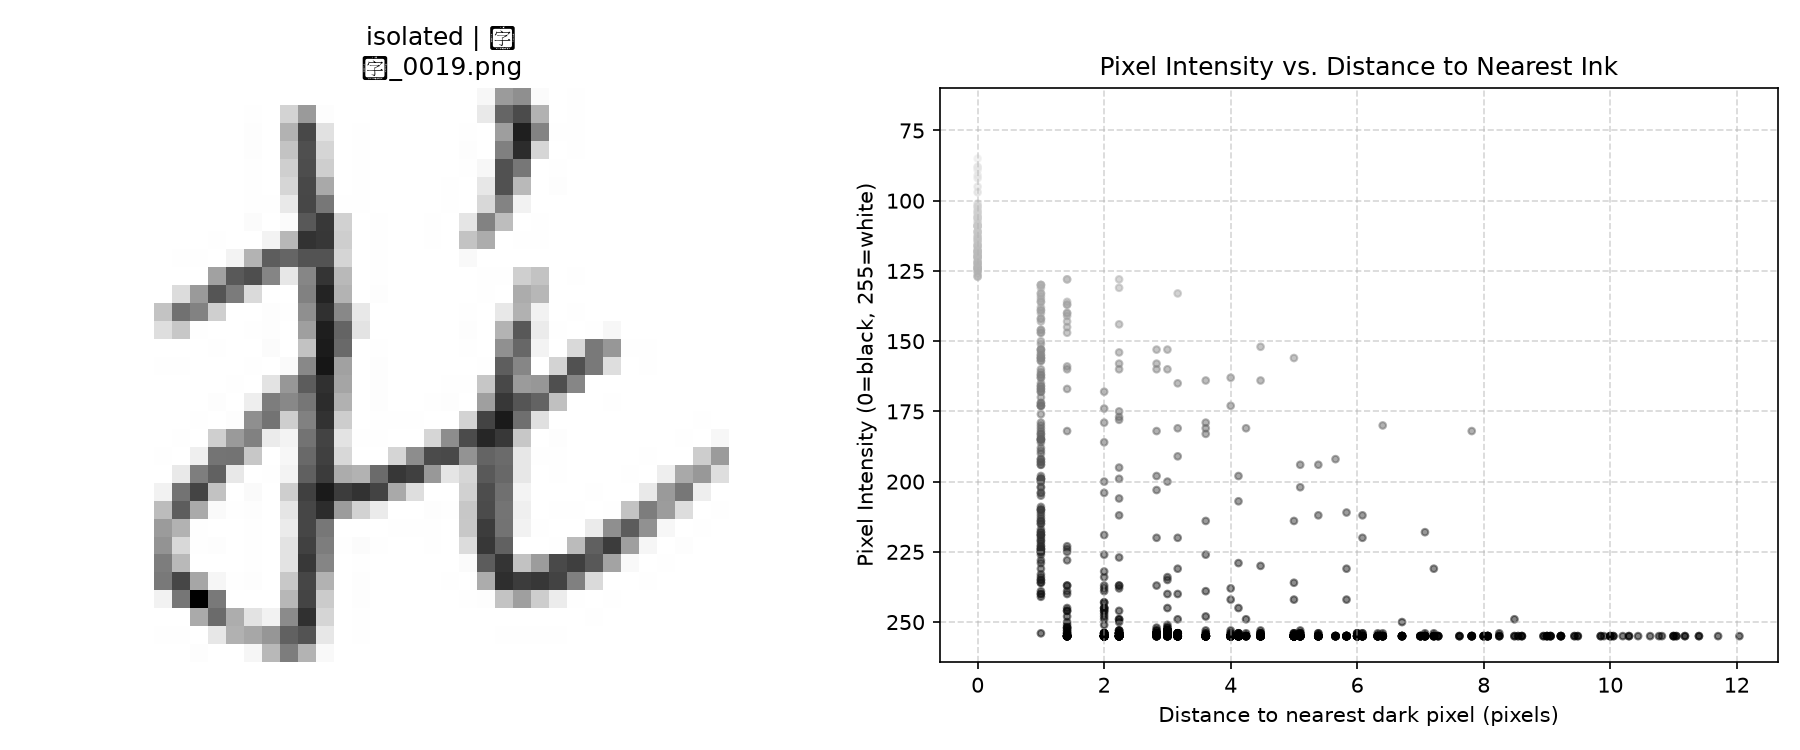 isolated |
_0019.png
Pixel Intensity vs. Distance to Nearest Ink
Pixel Intensity (0=black, 255=white)
75
100
125
150
175
200
225
250
0 2 4 6 8 10 12
Distance to nearest dark pixel (pixels)